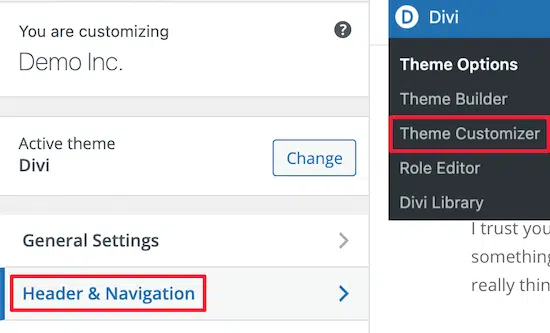 You are customizing
?
Demo Inc.
Active theme
Divi
Change
General Settings
Header & Navigation
D Divi
Theme Options
Theme Builder
Theme Customizer
Role Editor
Divi Library
I trust you
something
really thin